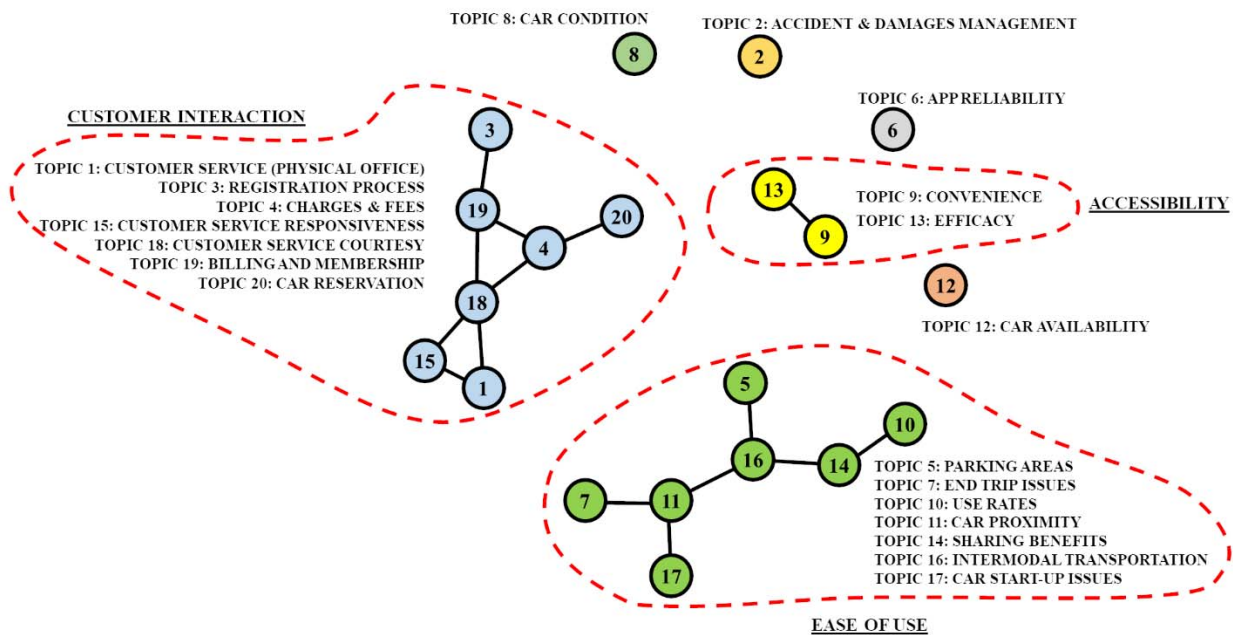 TOPIC 8: CAR CONDITION
8
TOPIC 2: ACCIDENT & DAMAGES MANAGEMENT
2
TOPIC 6: APP RELIABILITY
6
CUSTOMER INTERACTION
TOPIC 1: CUSTOMER SERVICE (PHYSICAL OFFICE)
TOPIC 3: REGISTRATION PROCESS
TOPIC 4: CHARGES & FEES
TOPIC 15: CUSTOMER SERVICE RESPONSIVENESS
TOPIC 18: CUSTOMER SERVICE COURTESY
TOPIC 19: BILLING AND MEMBERSHIP
TOPIC 20: CAR RESERVATION
3
19
20
4
18
15
1
13
9
TOPIC 9: CONVENIENCE
TOPIC 13: EFFICACY
ACCESSIBILITY
12
TOPIC 12: CAR AVAILABILITY
5
10
16
14
7
11
17
TOPIC 5: PARKING AREAS
TOPIC 7: END TRIP ISSUES
TOPIC 10: USE RATES
TOPIC 11: CAR PROXIMITY
TOPIC 14: SHARING BENEFITS
TOPIC 16: INTERMODAL TRANSPORTATION
TOPIC 17: CAR START-UP ISSUES
EASE OF USE